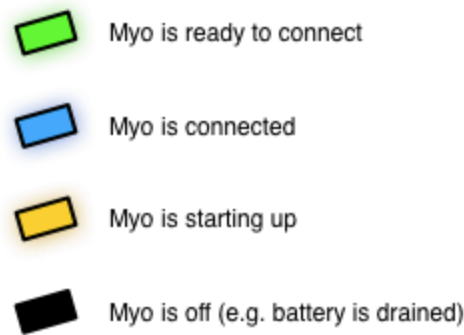 Myo is ready to connect
Myo is connected
Myo is starting up
Myo is off (e.g. battery is drained)